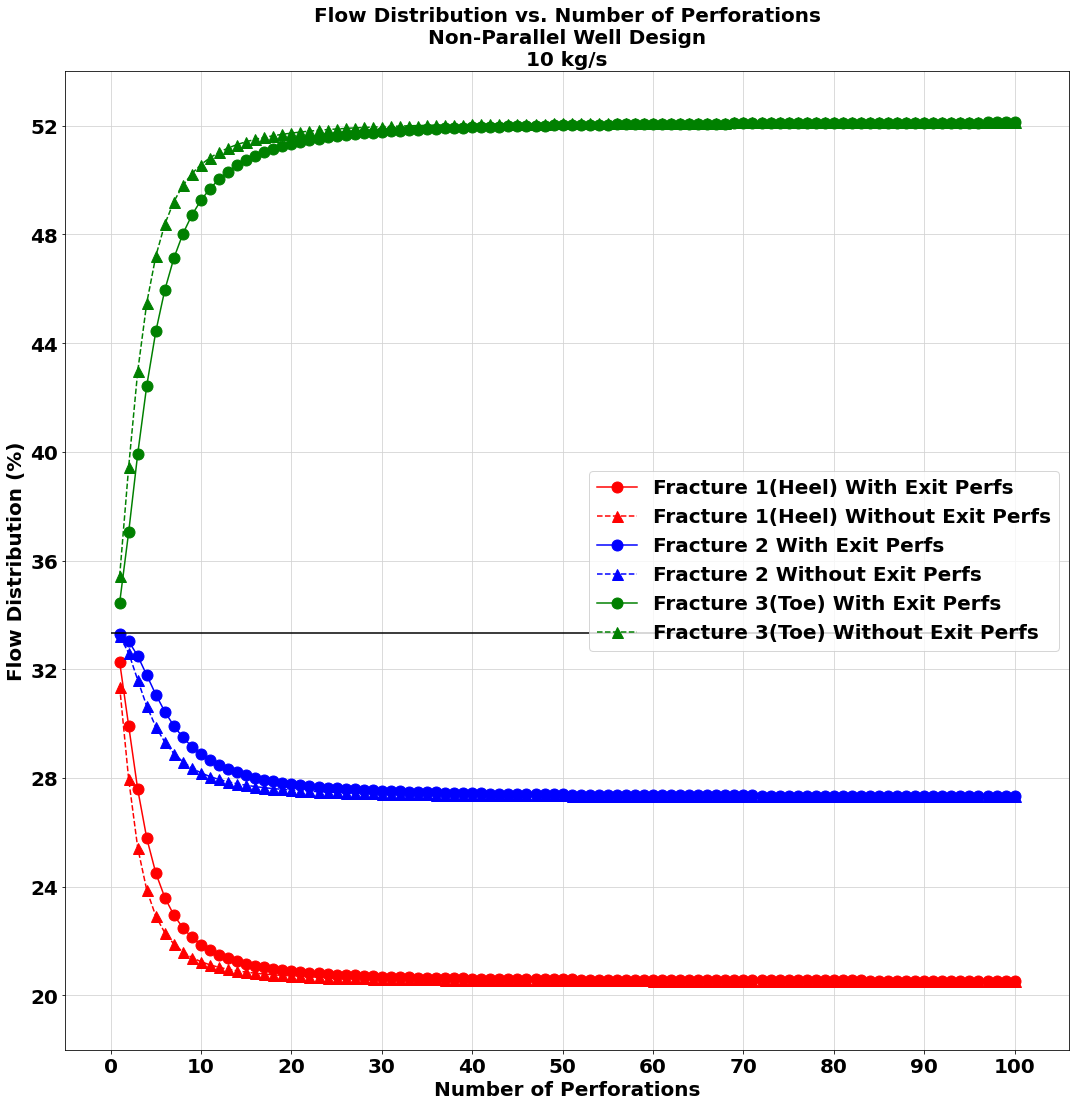 Flow Distribution vs. Number of Perforations
Non-Parallel Well Design
10 kg/s
Flow Distribution (%)
52
48
44
40
36
32
28
24
20
Fracture 1(Heel) With Exit Perfs
Fracture 1(Heel) Without Exit Perfs
Fracture 2 With Exit Perfs
Fracture 2 Without Exit Perfs
Fracture 3(Toe) With Exit Perfs
Fracture 3(Toe) Without Exit Perfs
0 10 20 30 40 50 60 70 80 90 100
Number of Perforations